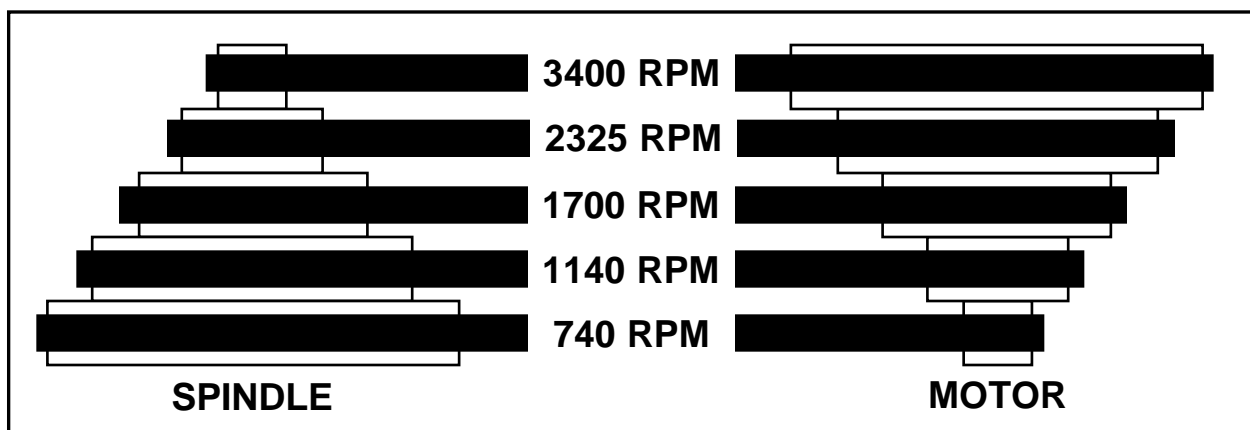 3400 RPM
2325 RPM
1700 RPM
1140 RPM
740 RPM
SPINDLE MOTOR